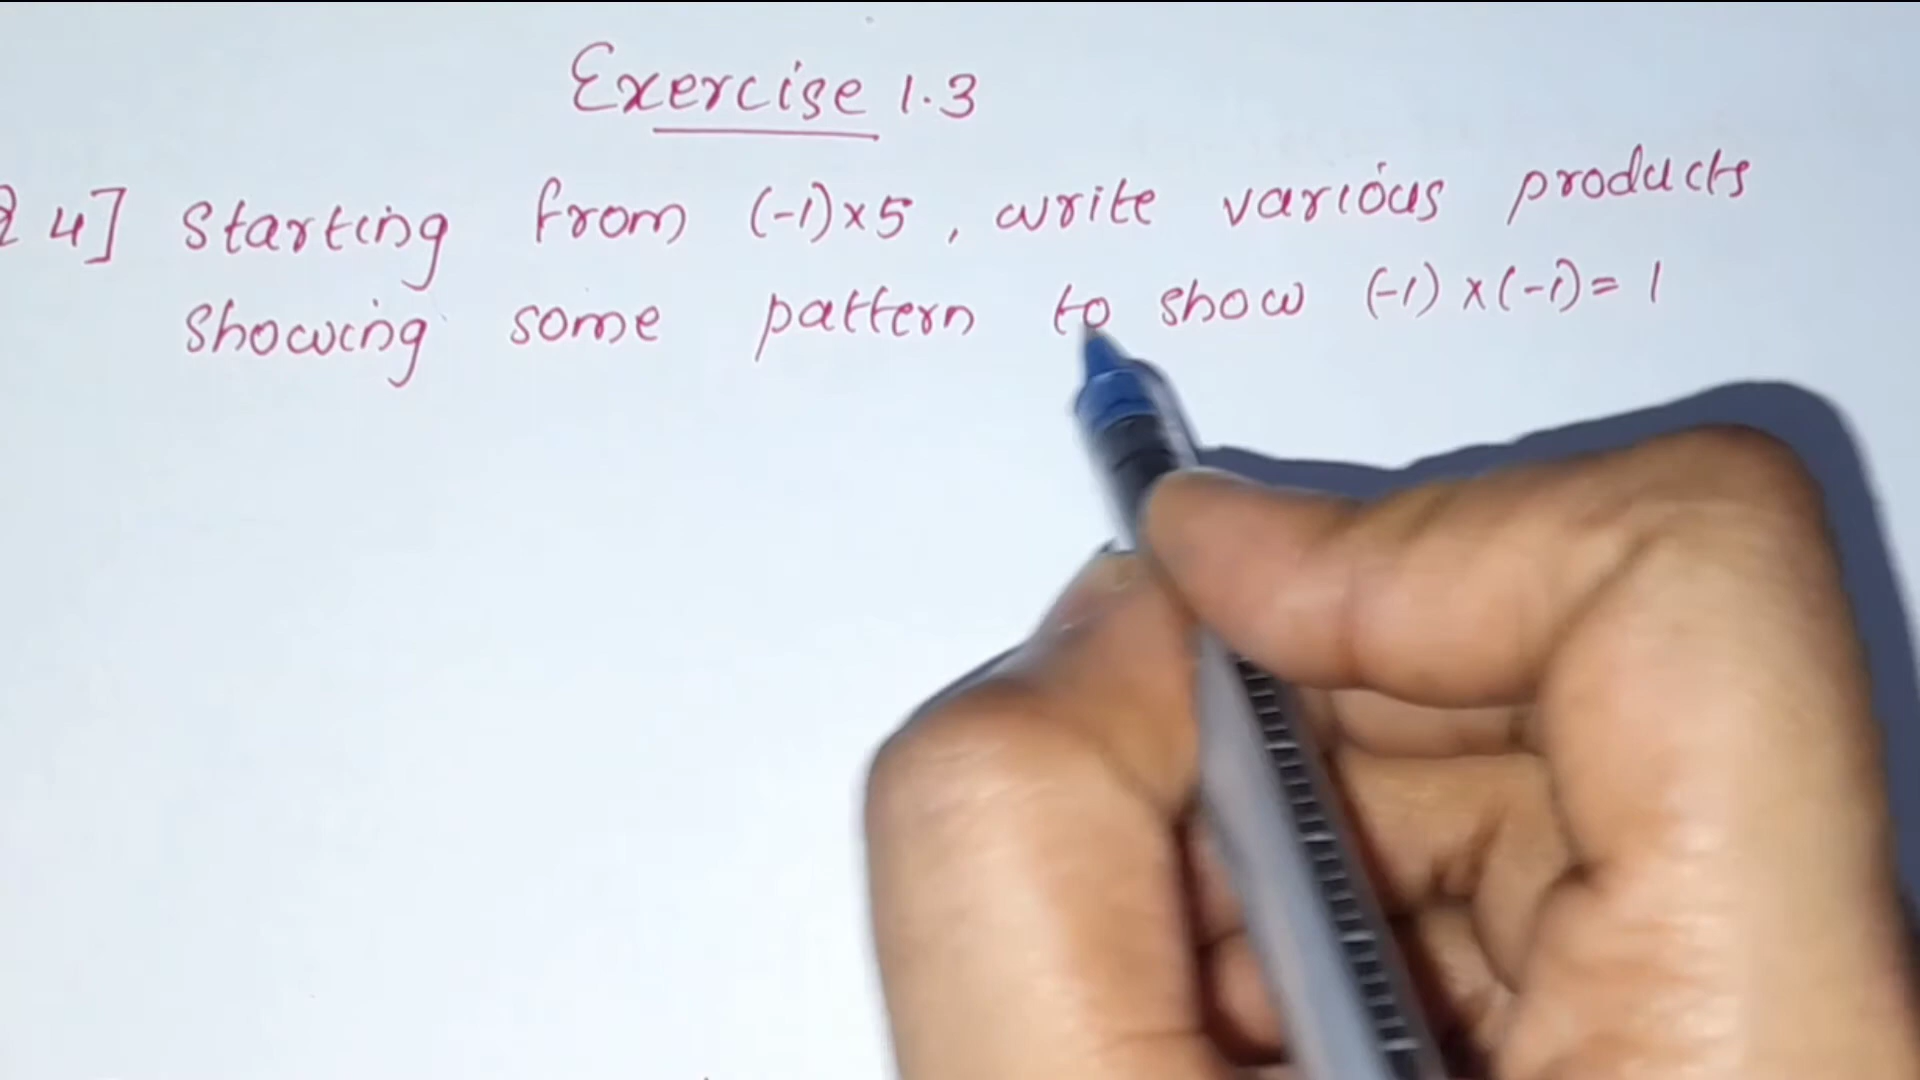 Exercise 1.3
Q 4] Starting from (-1)×5, write various products
showing some pattern to show (-1)×(-1)= 1